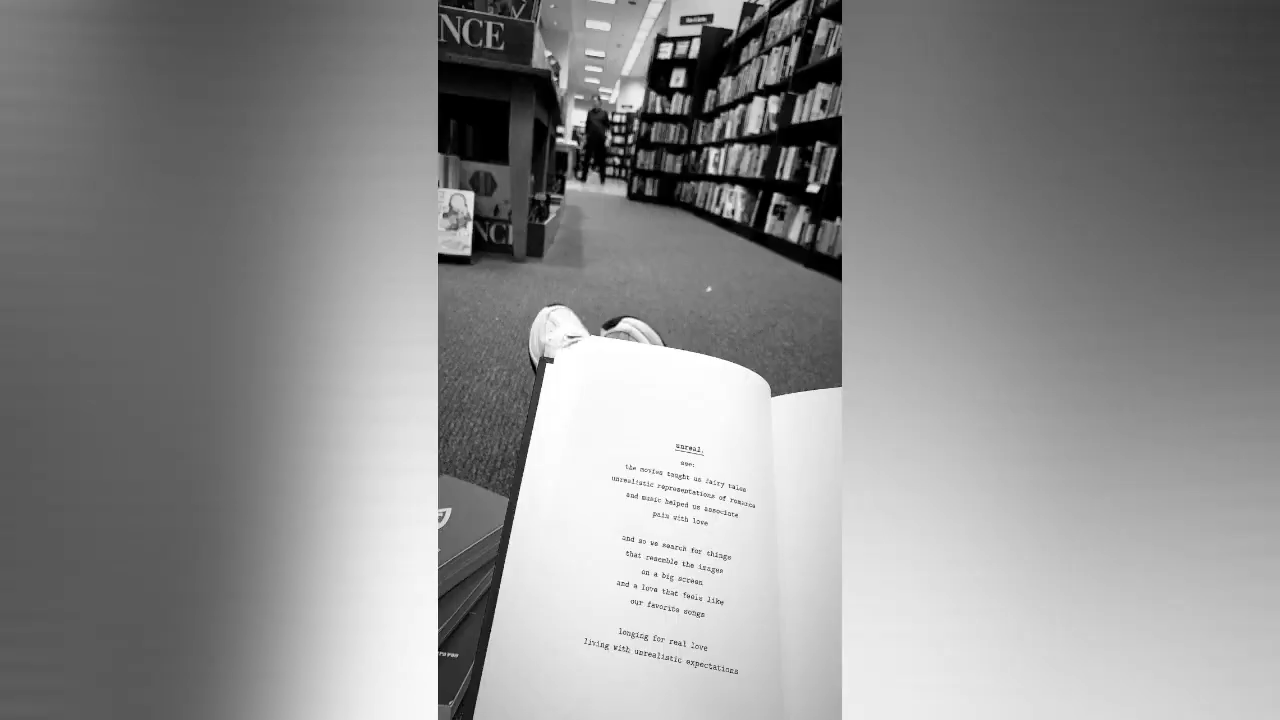 NCE
NCE
unreal.
see:
the movies taught us fairy tales
unrealistic representations of romance
and music helped us associate
pain with love
and so we search for things
that resemble the images
on a big screen
and a love that feels like
our favorite songs
longing for real love
living with unrealistic expectations